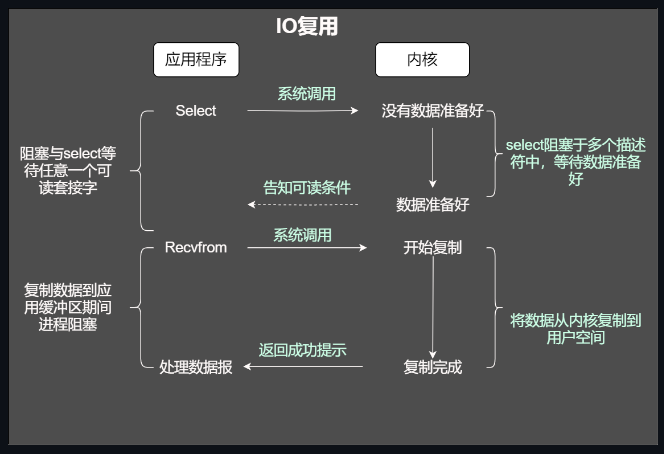 IO复用
应用程序
内核
系统调用
Select
没有数据准备好
阻塞与select等
待任意一个可
读套接字
select阻塞于多个描述
符中，等待数据准备
好
告知可读条件
数据准备好
系统调用
Recvfrom
开始复制
复制数据到应
用缓冲区期间
进程阻塞
将数据从内核复制到
用户空间
返回成功提示
处理数据报
复制完成